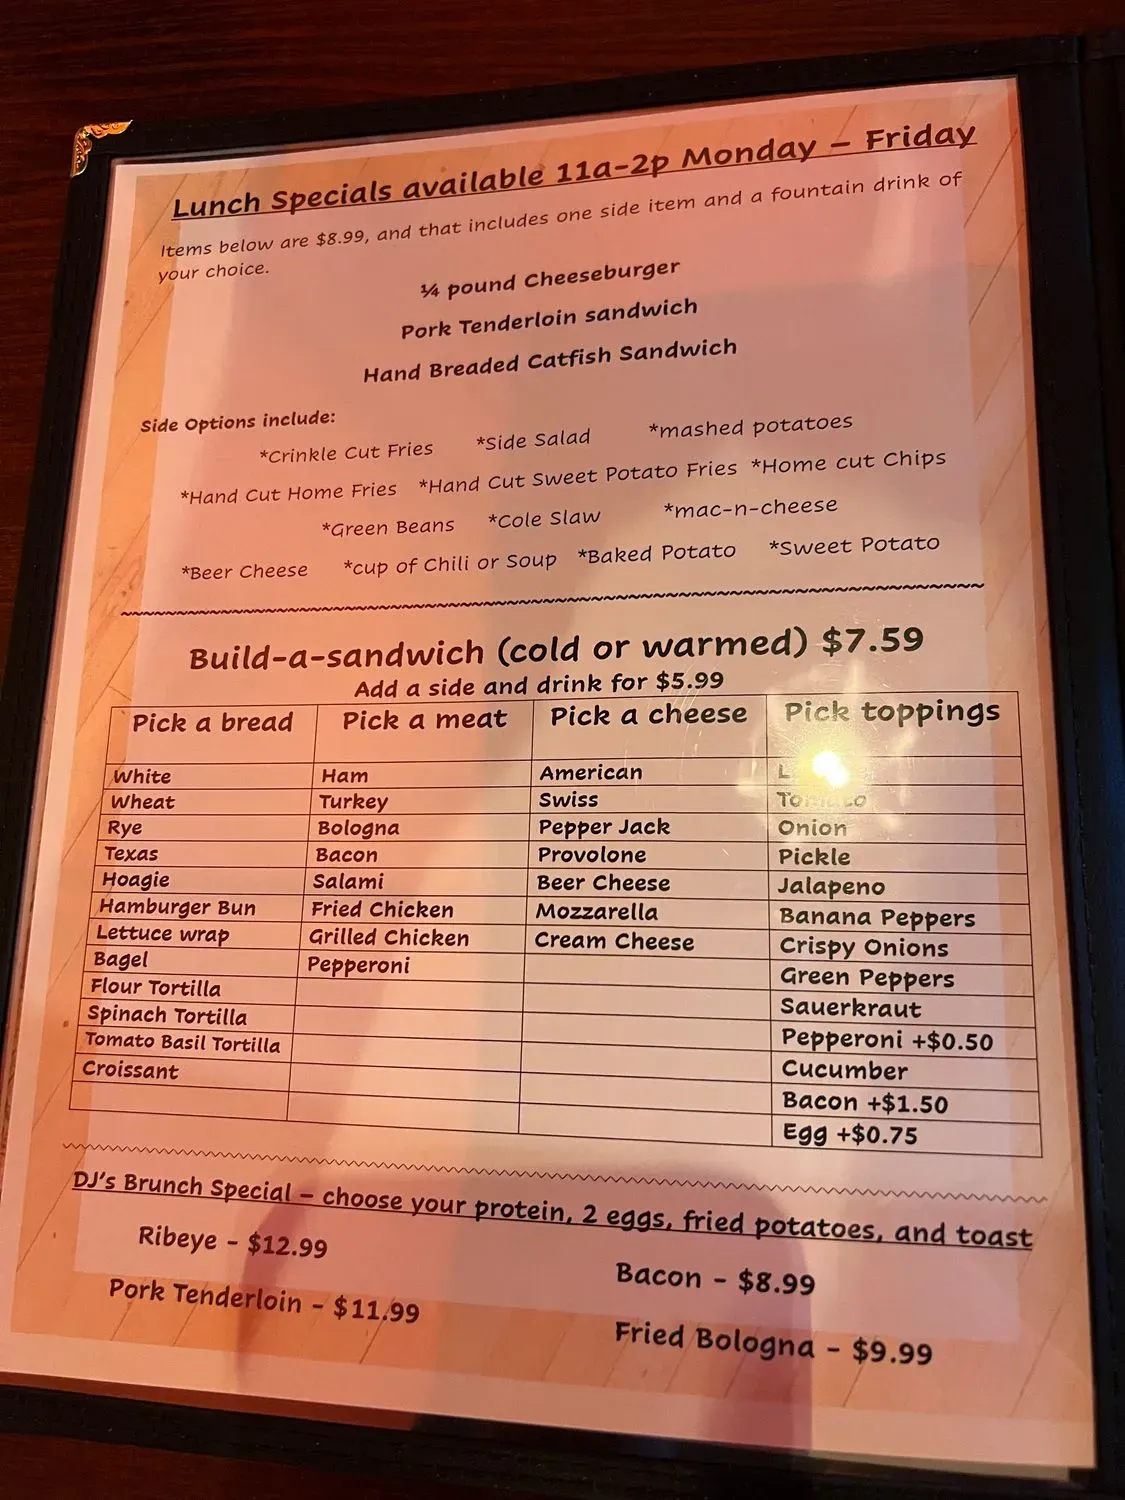 Lunch Specials available 11a-2p Monday – Friday
Items below are $8.99, and that includes one side item and a fountain drink of
your choice.
¼ pound Cheeseburger
Pork Tenderloin sandwich
Hand Breaded Catfish Sandwich
Side Options include:
*Crinkle Cut Fries *Side Salad *mashed potatoes
*Hand Cut Home Fries *Hand Cut Sweet Potato Fries *Home cut Chips
*Green Beans *Cole Slaw *mac-n-cheese
*Beer Cheese *cup of Chili or Soup *Baked Potato *Sweet Potato
Build-a-sandwich (cold or warmed) $7.59
Add a side and drink for $5.99
Pick a bread Pick a meat Pick a cheese Pick toppings
White Ham American
Wheat Turkey Swiss Tomato
Rye Bologna Pepper Jack Onion
Texas Bacon Provolone Pickle
Hoagie Salami Beer Cheese Jalapeno
Hamburger Bun Fried Chicken Mozzarella Banana Peppers
Lettuce wrap Grilled Chicken Cream Cheese Crispy Onions
Bagel Pepperoni Green Peppers
Flour Tortilla Sauerkraut
Spinach Tortilla Pepperoni +$0.50
Tomato Basil Tortilla Cucumber
Croissant Bacon +$1.50
Egg +$0.75
DJ's Brunch Special – choose your protein, 2 eggs, fried potatoes, and toast
Ribeye - $12.99 Bacon - $8.99
Pork Tenderloin - $11.99 Fried Bologna - $9.99